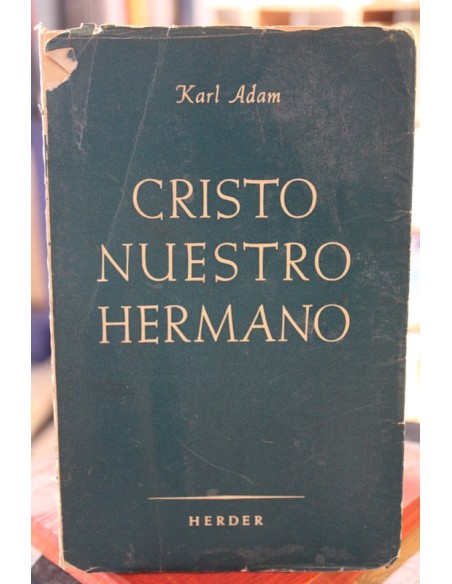 Karl Adam
CRISTO
NUESTRO
HERMANO
HERDER